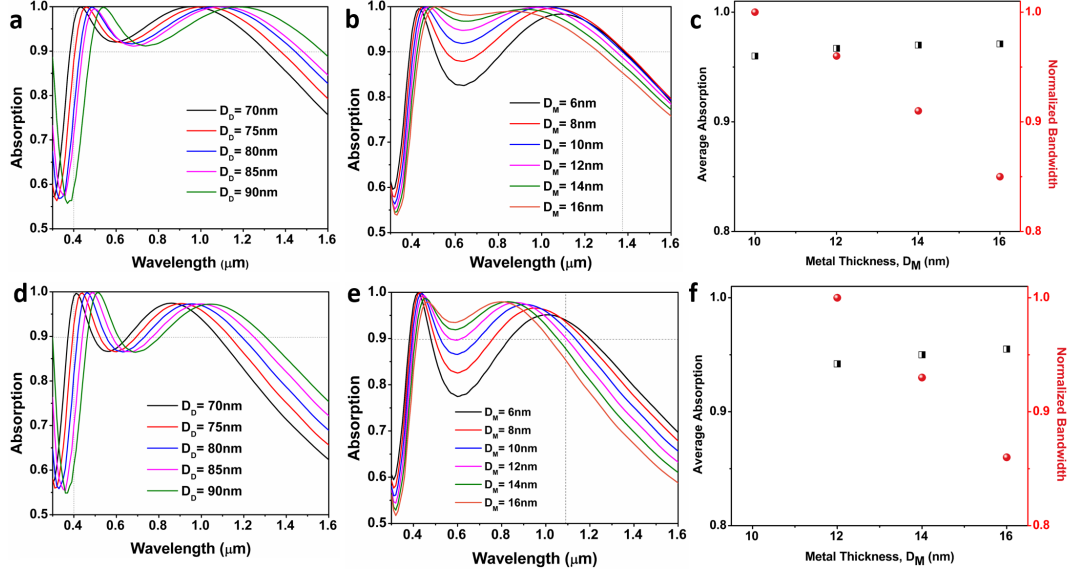 a
Absorption
1.0
0.9
0.8
0.7
0.6
0.5
D_D= 70nm
D_D= 75nm
D_D= 80nm
D_D= 85nm
D_D= 90nm
0.4 0.6 0.8 1.0 1.2 1.4 1.6
Wavelength (μm)
b
Absorption
1.0
0.9
0.8
0.7
0.6
0.5
D_M= 6nm
D_M= 8nm
D_M= 10nm
D_M= 12nm
D_M= 14nm
D_M= 16nm
0.4 0.6 0.8 1.0 1.2 1.4 1.6
Wavelength (μm)
c
Average Absorption
1.0
0.9
0.8
Normalized Bandwidth
1.0
0.9
0.8
10 12 14 16
Metal Thickness, D_M (nm)
d
Absorption
1.0
0.9
0.8
0.7
0.6
0.5
D_D= 70nm
D_D= 75nm
D_D= 80nm
D_D= 85nm
D_D= 90nm
0.4 0.6 0.8 1.0 1.2 1.4 1.6
Wavelength (μm)
e
Absorption
1.0
0.9
0.8
0.7
0.6
0.5
D_M= 6nm
D_M= 8nm
D_M= 10nm
D_M= 12nm
D_M= 14nm
D_M= 16nm
0.4 0.6 0.8 1.0 1.2 1.4 1.6
Wavelength (μm)
f
Average Absorption
1.0
0.9
0.8
Normalized Bandwidth
1.0
0.9
0.8
10 12 14 16
Metal Thickness, D_M (nm)